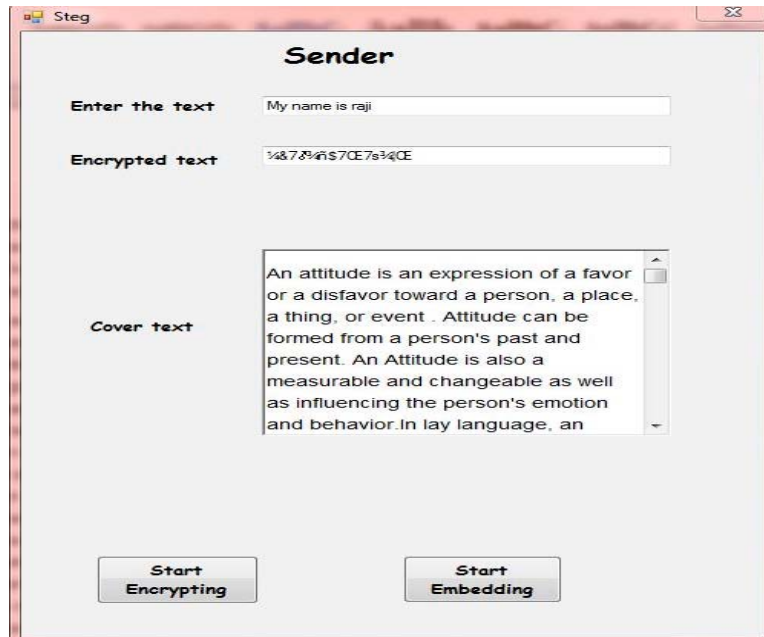 Steg
Sender
Enter the text
My name is raji
Encrypted text
Cover text
An attitude is an expression of a favor
or a disfavor toward a person, a place,
a thing, or event . Attitude can be
formed from a person's past and
present. An Attitude is also a
measurable and changeable as well
as influencing the person's emotion
and behavior.In lay language, an
Start
Encrypting
Start
Embedding